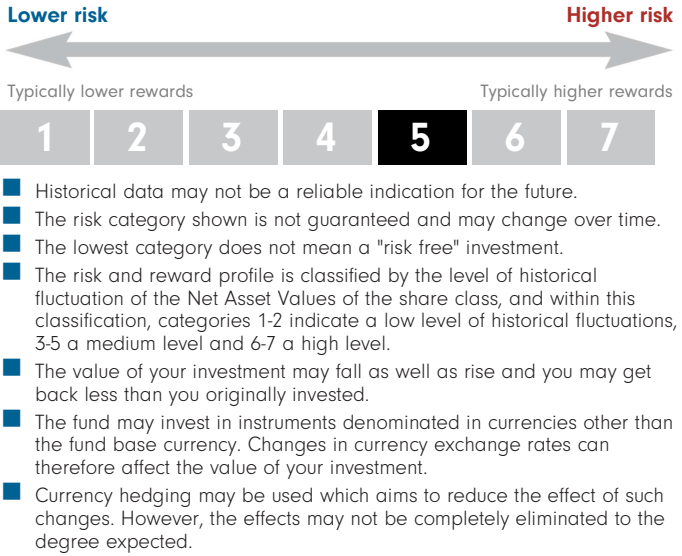 Lower risk Higher risk
Typically lower rewards Typically higher rewards
1 2 3 4 5 6 7
Historical data may not be a reliable indication for the future.
The risk category shown is not guaranteed and may change over time.
The lowest category does not mean a "risk free" investment.
The risk and reward profile is classified by the level of historical
fluctuation of the Net Asset Values of the share class, and within this
classification, categories 1-2 indicate a low level of historical fluctuations,
3-5 a medium level and 6-7 a high level.
The value of your investment may fall as well as rise and you may get
back less than you originally invested.
The fund may invest in instruments denominated in currencies other than
the fund base currency. Changes in currency exchange rates can
therefore affect the value of your investment.
Currency hedging may be used which aims to reduce the effect of such
changes. However, the effects may not be completely eliminated to the
degree expected.